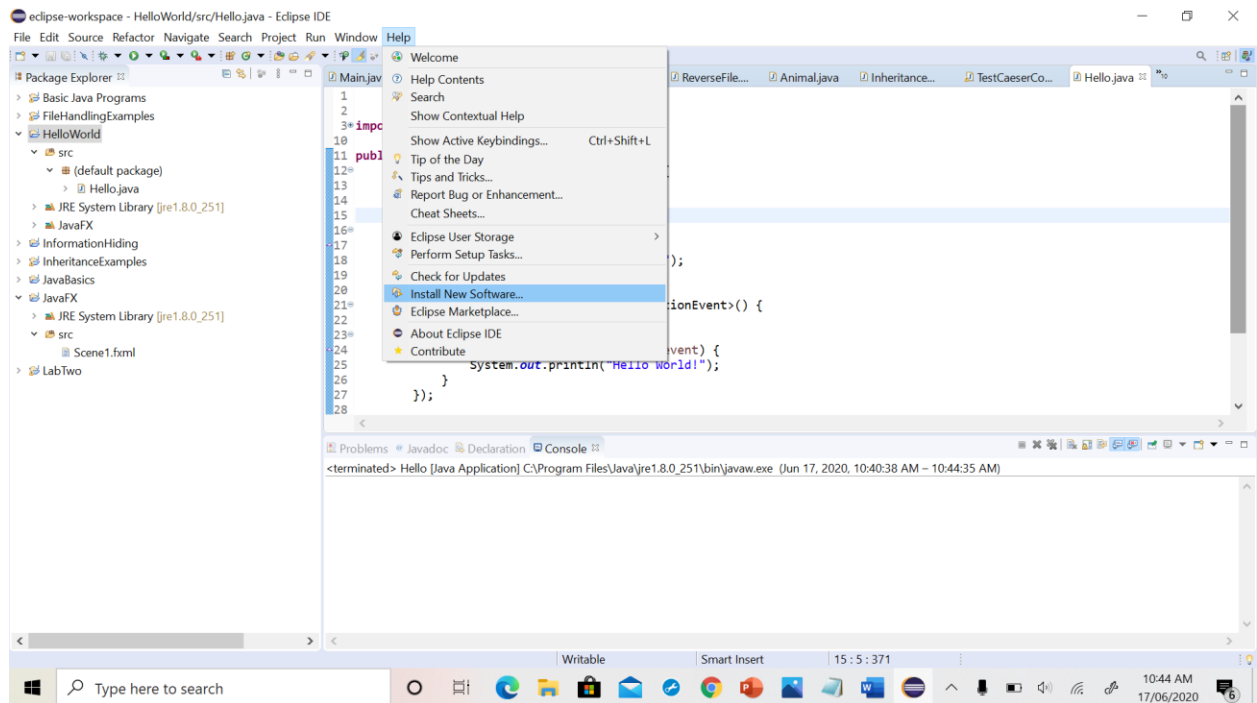 eclipse-workspace - HelloWorld/src/Hello.java - Eclipse IDE
File Edit Source Refactor Navigate Search Project Run Window Help
Package Explorer
Basic Java Programs
FileHandlingExamples
HelloWorld
src
(default package)
Hello.java
JRE System Library [jre1.8.0_251]
JavaFX
InformationHiding
InheritanceExamples
JavaBasics
JavaFX
JRE System Library [jre1.8.0_251]
src
Scene1.fxml
LabTwo
Welcome
Help Contents
Search
Show Contextual Help
Show Active Keybindings... Ctrl+Shift+L
Tip of the Day
Tips and Tricks...
Report Bug or Enhancement...
Cheat Sheets...
Eclipse User Storage
Perform Setup Tasks...
Check for Updates
Install New Software...
Eclipse Marketplace...
About Eclipse IDE
Contribute
Main.jav ReverseFile.... Animal.java Inheritance... TestCaeserCo... Hello.java »10
1
2
3 impo
10
11 publ
12 {
13
14
15
16
17
18 ");
19
20
21 ionEvent>() {
22
23
24 event) {
25 System.out.println("Hello World!");
26 }
27 });
28
Problems Javadoc Declaration Console
<terminated> Hello [Java Application] C:\Program Files\Java\jre1.8.0_251\bin\javaw.exe (Jun 17, 2020, 10:40:38 AM – 10:44:35 AM)
Writable Smart Insert 15 : 5 : 371
Type here to search
10:44 AM
17/06/2020
6